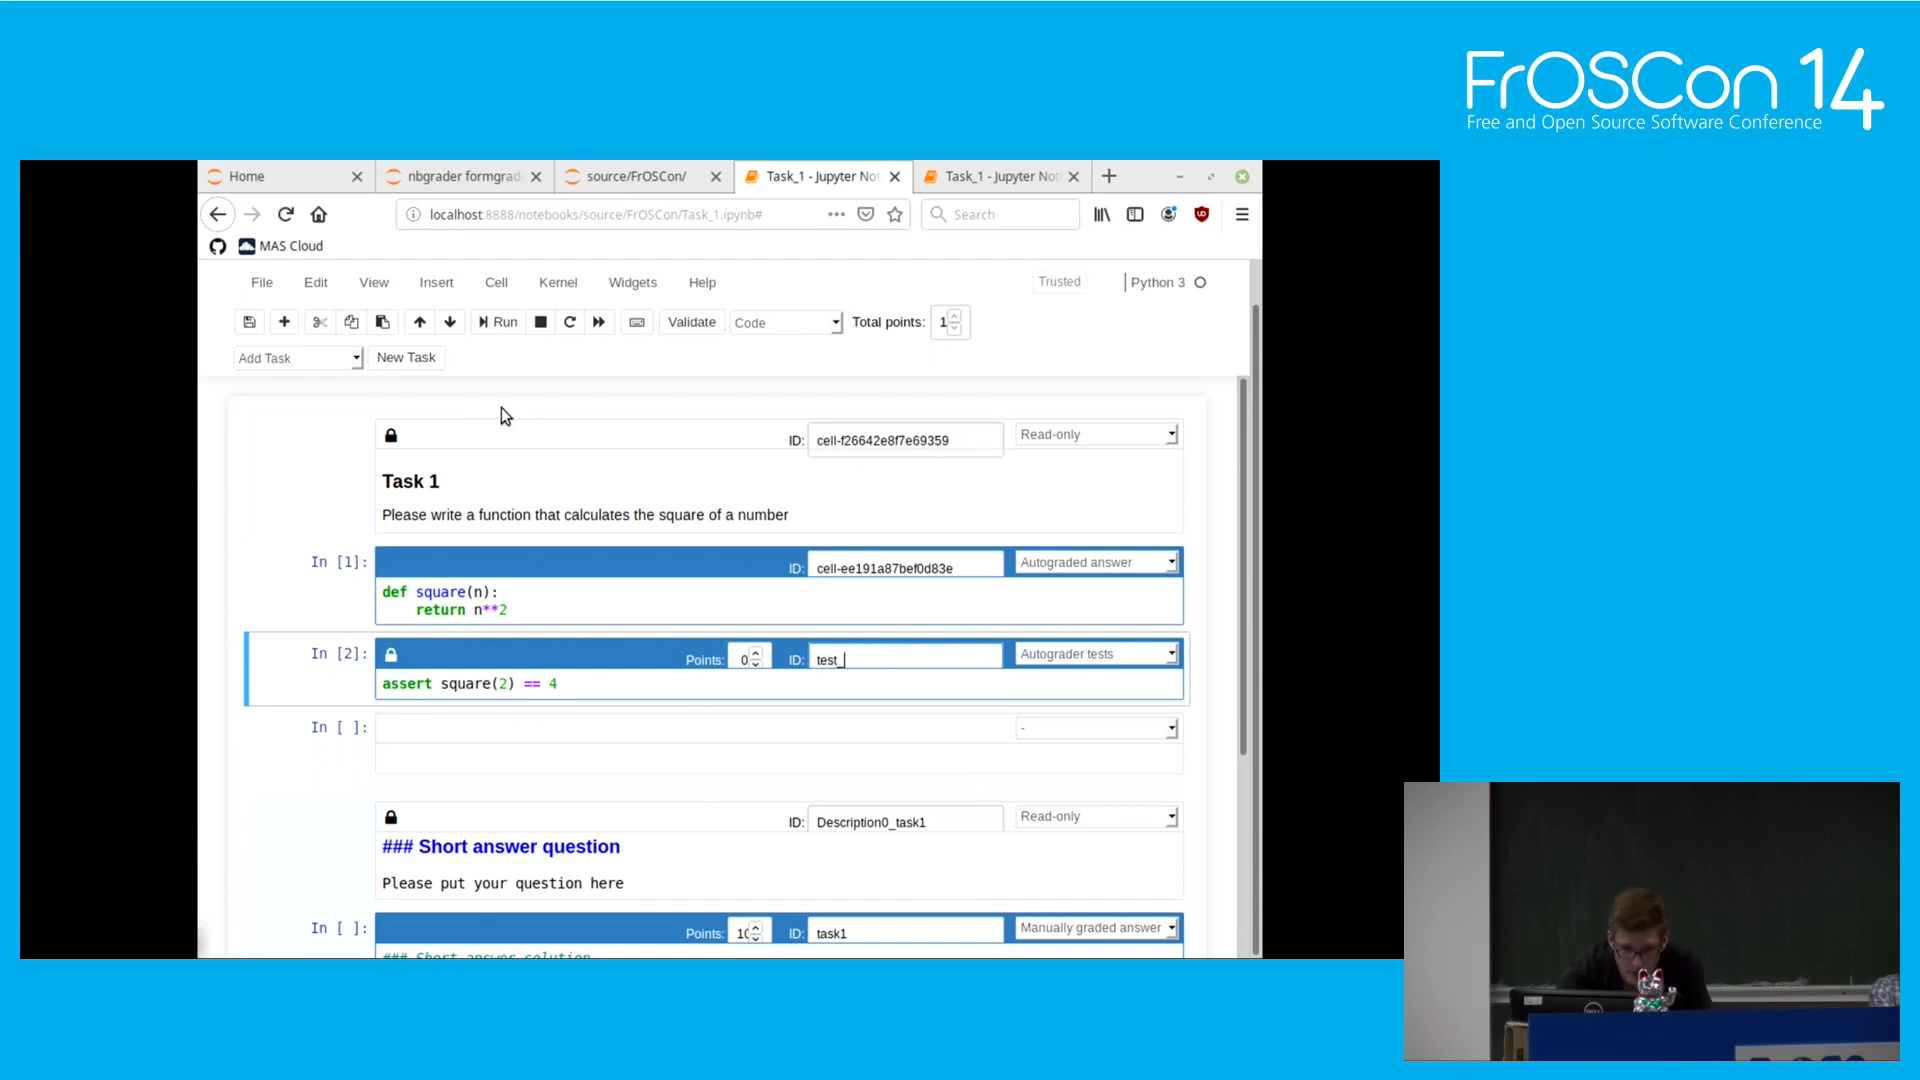 FrOSCon 14
Free and Open Source Software Conference
Home
nbgrader formgrad
source/FrOSCon/
Task_1 - Jupyter Not
Task_1 - Jupyter Not
localhost:8888/notebooks/source/FrOSCon/Task_1.ipynb#
Search
MAS Cloud
File Edit View Insert Cell Kernel Widgets Help
Trusted
Python 3
Run
Validate
Code
Total points:
Add Task
New Task
ID: cell-f26642e8f7e69359 Read-only
Task 1
Please write a function that calculates the square of a number
In [1]:
ID: cell-ee191a87bef0d83e Autograded answer
def square(n):
return n**2
In [2]:
Points: 0 ID: test_ Autograder tests
assert square(2) == 4
In [ ]:
-
ID: Description0_task1 Read-only
### Short answer question
Please put your question here
In [ ]:
Points: 10 ID: task1 Manually graded answer
### Short answer solution